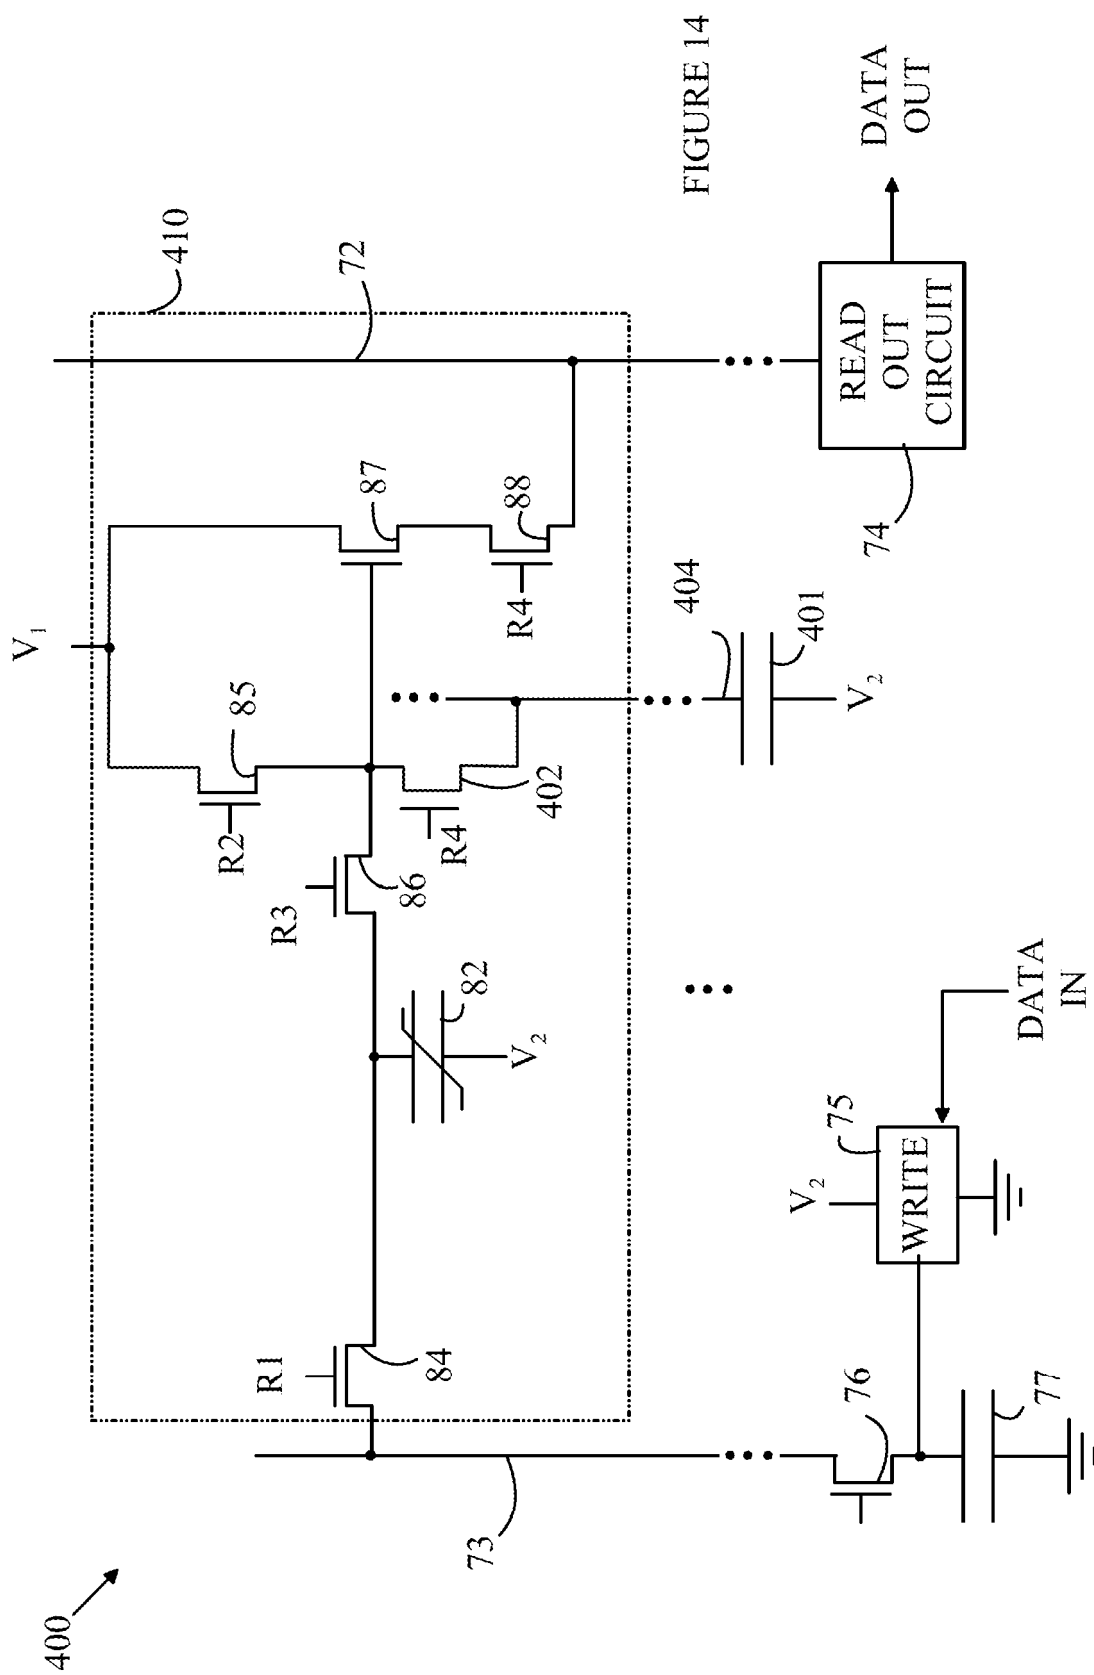 400
410
V₁
72
R2
85
87
R3
86
R4
402
R4
88
R1
84
82
V₂
404
401
V₂
73
76
77
V₂
75
WRITE
DATA
IN
74
READ
OUT
CIRCUIT
DATA
OUT
FIGURE 14